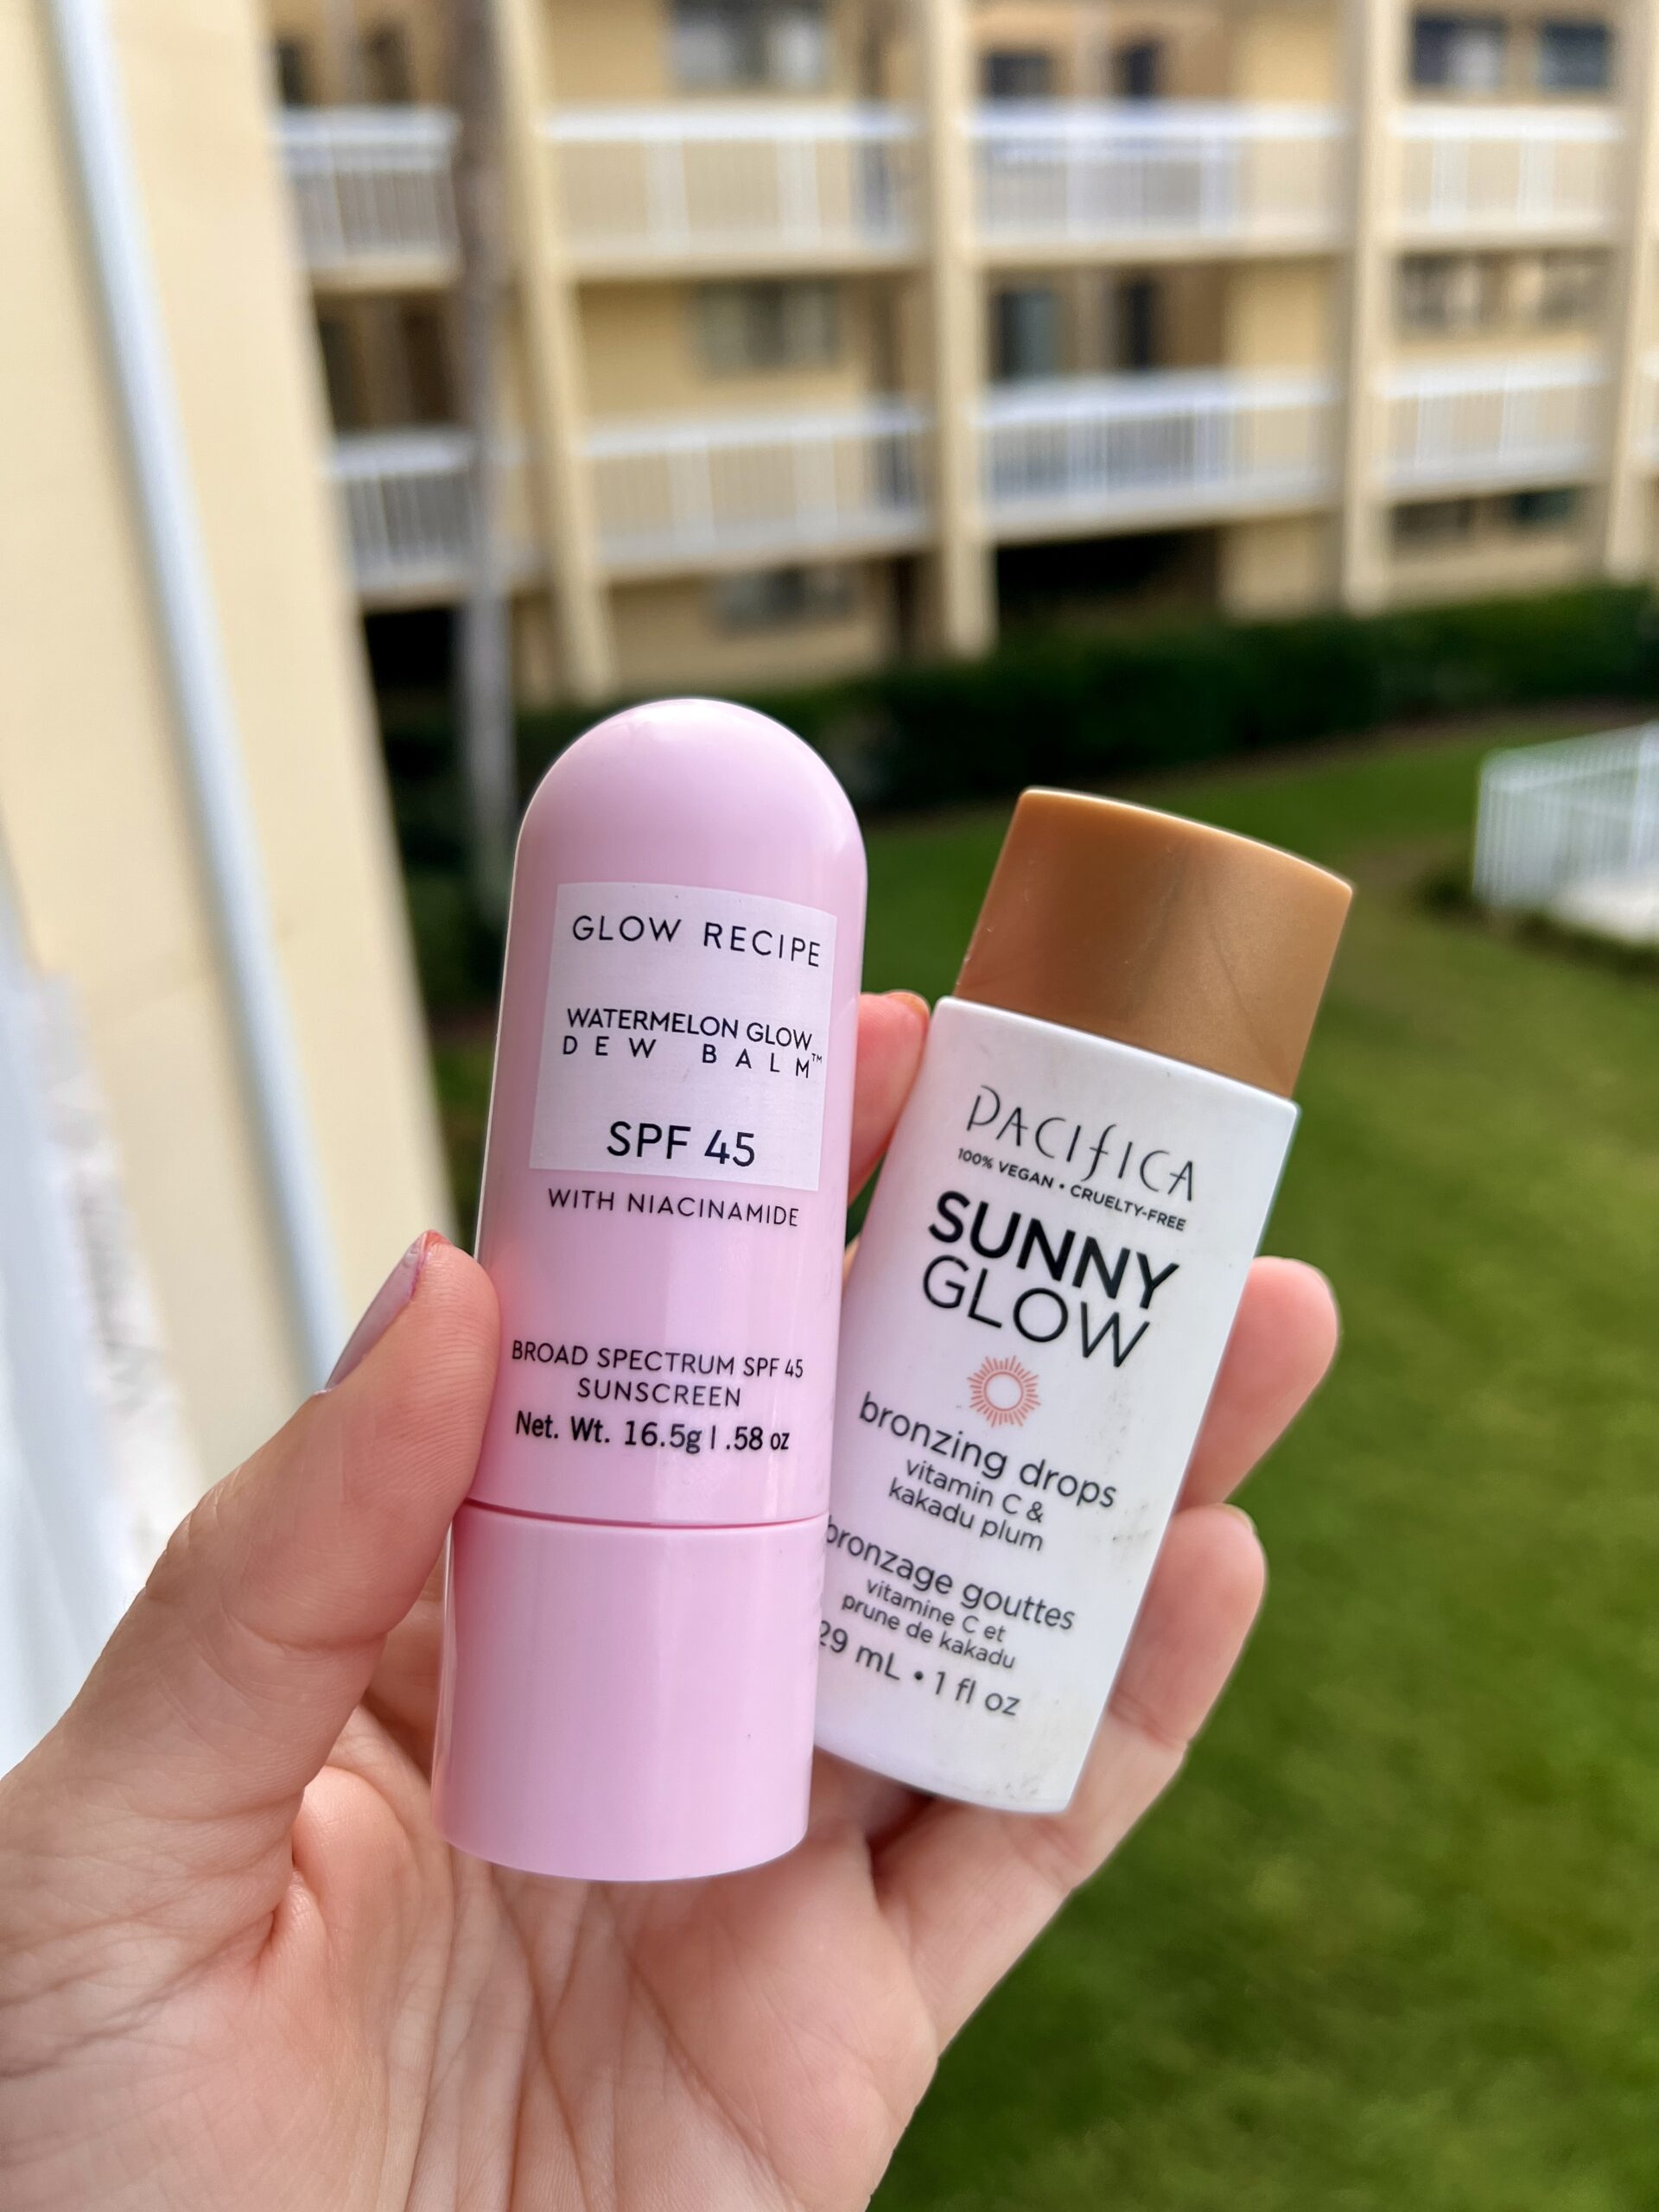 GLOW RECIPE
WATERMELON GLOW
DEW BALM™
SPF 45
WITH NIACINAMIDE
BROAD SPECTRUM SPF 45
SUNSCREEN
Net. Wt. 16.5g | .58 oz
PACIFICA
100% VEGAN • CRUELTY-FREE
SUNNY
GLOW
bronzing drops
vitamin C &
kakadu plum
bronzage gouttes
vitamine C et
prune de kakadu
29 mL • 1 fl oz